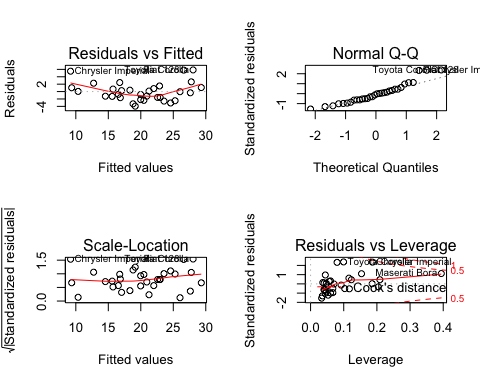 Residuals vs Fitted
Residuals
2
-4
Chrysler Imperial
10 15 20 25 30
Fitted values
Normal Q-Q
Standardized residuals
2
-1
Toyota
-2 -1 0 1 2
Theoretical Quantiles
Scale-Location
√|Standardized residuals|
1.5
0.0
Chrysler Imperial
10 15 20 25 30
Fitted values
Residuals vs Leverage
Standardized residuals
1
-2
Toyota Imperial
Maserati Bora
Cook's distance
0.5
0.5
0.0 0.1 0.2 0.3 0.4
Leverage